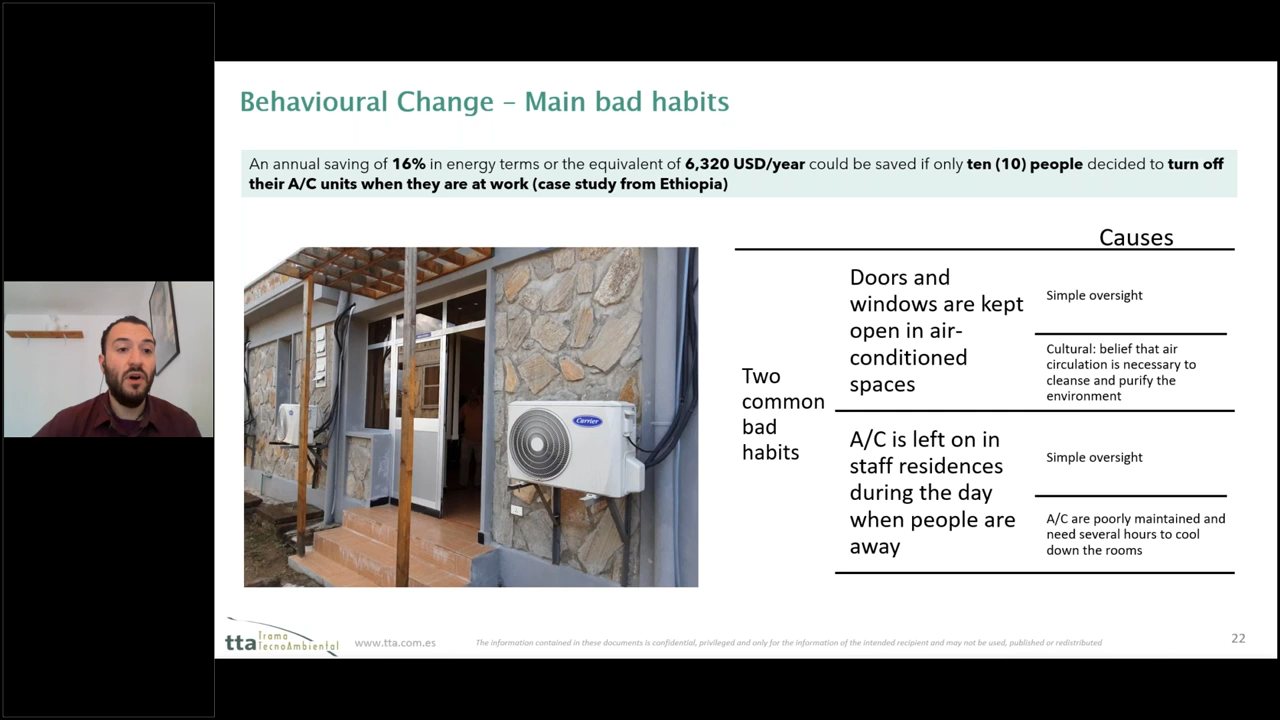 Behavioural Change – Main bad habits
An annual saving of 16% in energy terms or the equivalent of 6,320 USD/year could be saved if only ten (10) people decided to turn off
their A/C units when they are at work (case study from Ethiopia)
Causes
Two
common
bad
habits
Doors and
windows are kept
open in air-
conditioned
spaces
Simple oversight
Cultural: belief that air
circulation is necessary to
cleanse and purify the
environment
A/C is left on in
staff residences
during the day
when people are
away
Simple oversight
A/C are poorly maintained and
need several hours to cool
down the rooms
Carrier
tta Trama
TecnoAmbiental
www.tta.com.es
The information contained in these documents is confidential, privileged and only for the information of the intended recipient and may not be used, published or redistributed
22